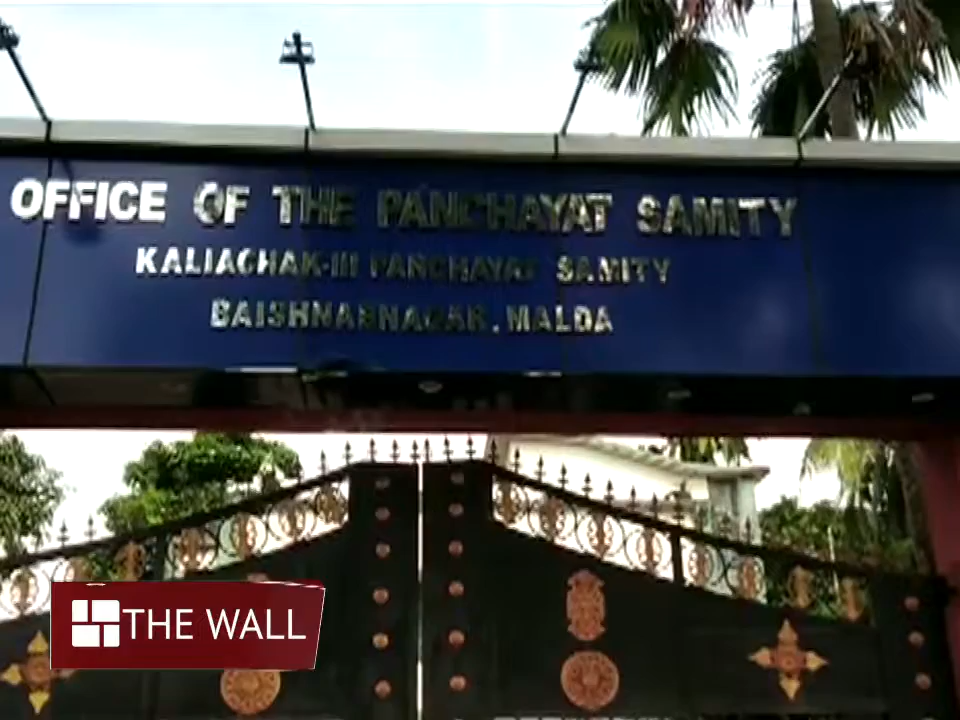 OFFICE OF THE PANCHAYAT SAMITY
KALIACHAK-III PANCHAYAT SAMITY
BAISHNABNAGAR, MALDA
THE WALL